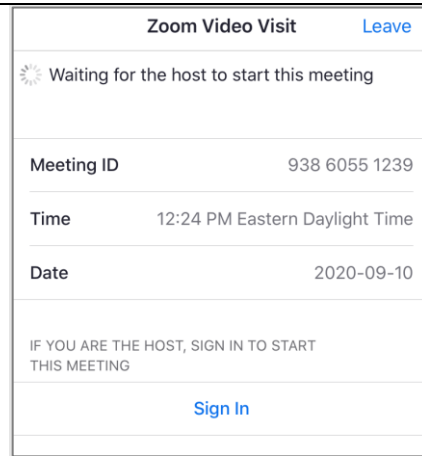 Zoom Video Visit Leave
Waiting for the host to start this meeting
Meeting ID 938 6055 1239
Time 12:24 PM Eastern Daylight Time
Date 2020-09-10
IF YOU ARE THE HOST, SIGN IN TO START
THIS MEETING
Sign In